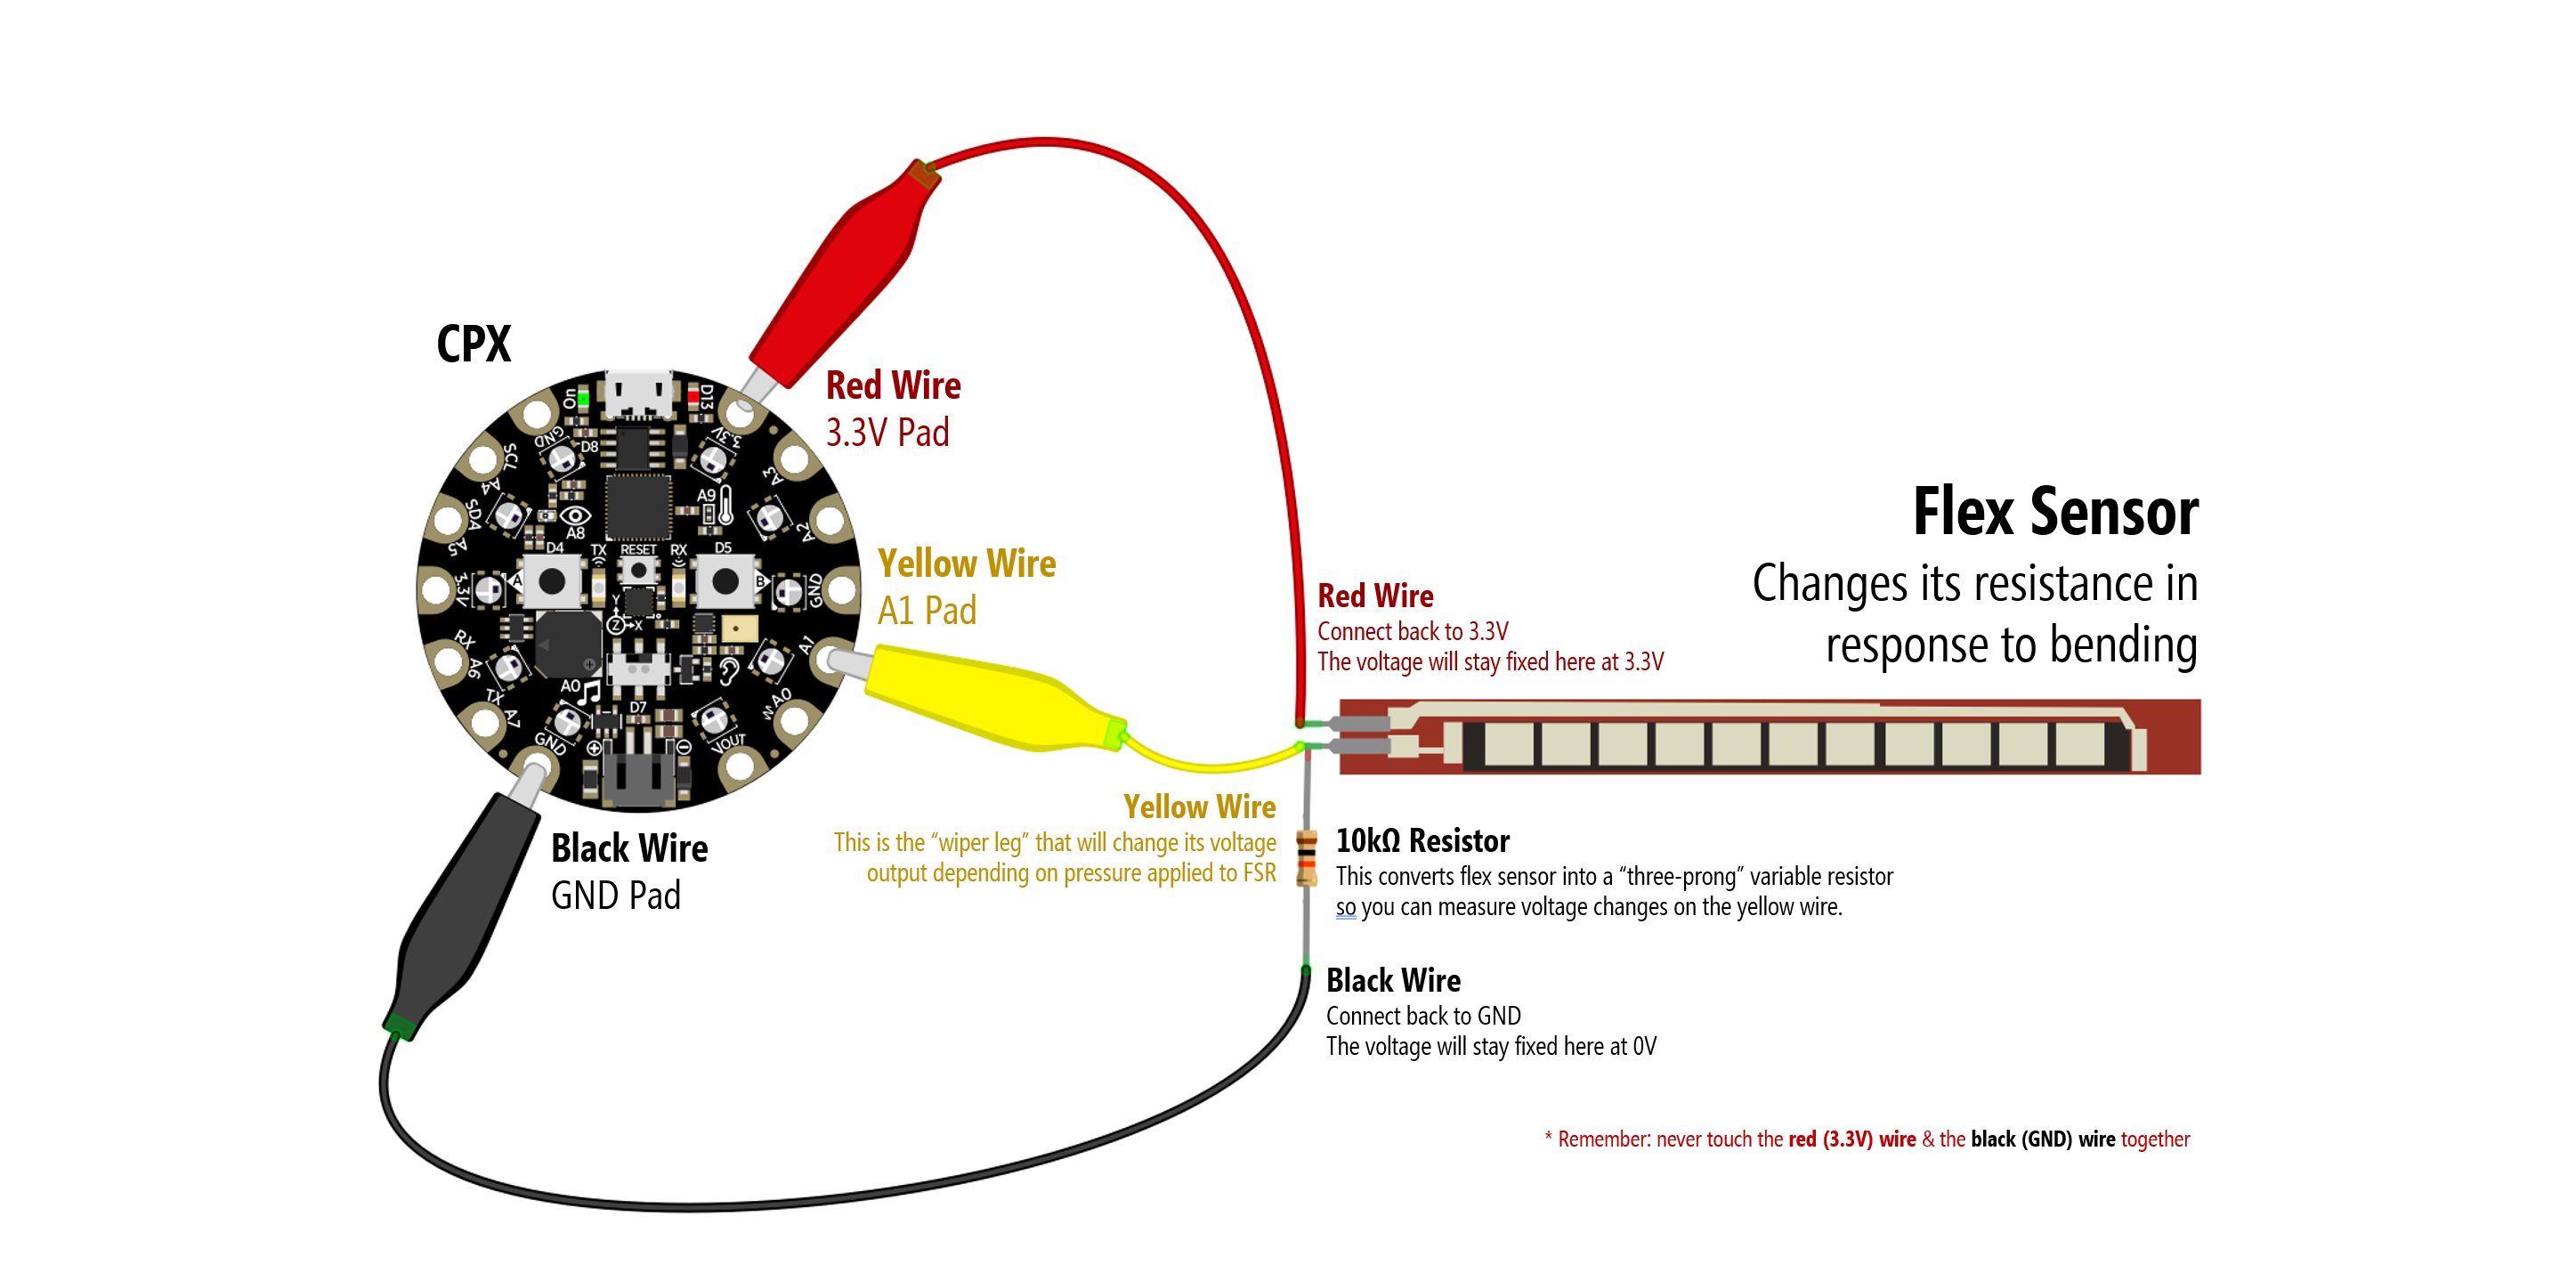 CPX
Red Wire
3.3V Pad
Yellow Wire
A1 Pad
Black Wire
GND Pad
Flex Sensor
Changes its resistance in
response to bending
Red Wire
Connect back to 3.3V
The voltage will stay fixed here at 3.3V
Yellow Wire
This is the “wiper leg” that will change its voltage
output depending on pressure applied to FSR
10kΩ Resistor
This converts flex sensor into a “three-prong” variable resistor
so you can measure voltage changes on the yellow wire.
Black Wire
Connect back to GND
The voltage will stay fixed here at 0V
* Remember: never touch the red (3.3V) wire & the black (GND) wire together
On
D13
GND
D8
3.3V
SCL
A4
A3
SDA
A5
A9
A8
A2
D4
TX
RESET
RX
D5
A
B
3.3V
GND
Y
Z
X
RX
A6
A1
TX
A7
A0
D7
A0
GND
VOUT
+
-